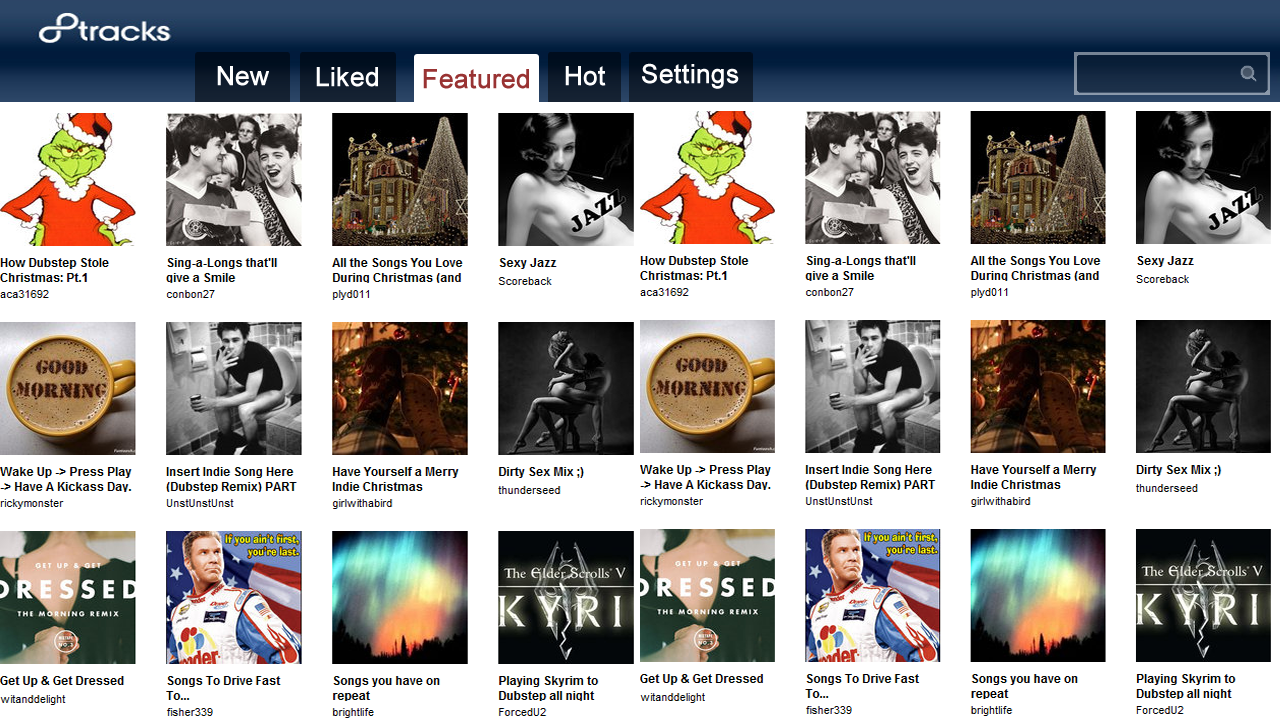 8tracks
New Liked Featured Hot Settings
JAZZ
JAZZ
How Dubstep Stole
Christmas: Pt.1
aca31692
Sing-a-Longs that'll
give a Smile
conbon27
All the Songs You Love
During Christmas (and
plyd011
Sexy Jazz
Scoreback
How Dubstep Stole
Christmas: Pt.1
aca31692
Sing-a-Longs that'll
give a Smile
conbon27
All the Songs You Love
During Christmas (and
plyd011
Sexy Jazz
Scoreback
GOOD
MORNING
GOOD
MORNING
Wake Up -> Press Play
-> Have A Kickass Day.
rickymonster
Insert Indie Song Here
(Dubstep Remix) PART
UnstUnstUnst
Have Yourself a Merry
Indie Christmas
girlwithabird
Dirty Sex Mix ;)
thunderseed
Wake Up -> Press Play
-> Have A Kickass Day.
rickymonster
Insert Indie Song Here
(Dubstep Remix) PART
UnstUnstUnst
Have Yourself a Merry
Indie Christmas
girlwithabird
Dirty Sex Mix ;)
thunderseed
GET UP & GET
DRESSED
THE MORNING REMIX
MIXTAPE
NO.3
If you ain't first,
you're last.
The Elder Scrolls V
KYRI
GET UP & GET
DRESSED
THE MORNING REMIX
MIXTAPE
NO.3
If you ain't first,
you're last.
The Elder Scrolls V
KYRI
Get Up & Get Dressed
witanddelight
Songs To Drive Fast
To...
fisher339
Songs you have on
repeat
brightlife
Playing Skyrim to
Dubstep all night
ForcedU2
Get Up & Get Dressed
witanddelight
Songs To Drive Fast
To...
fisher339
Songs you have on
repeat
brightlife
Playing Skyrim to
Dubstep all night
ForcedU2